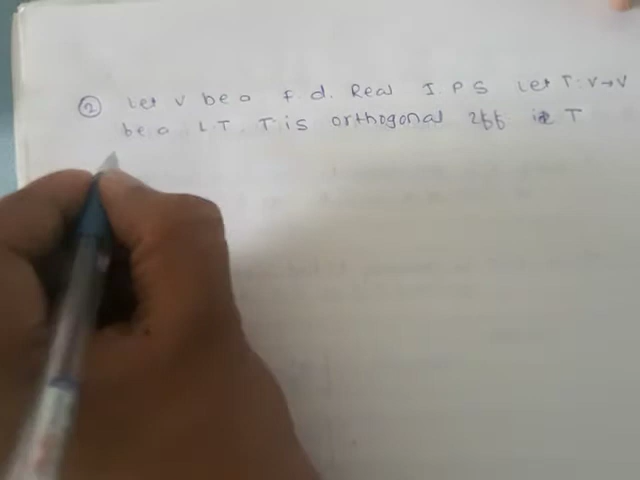 ② Let V be a f. d. Real I.P.S Let T: V→V
be a L T. T is orthogonal iff T